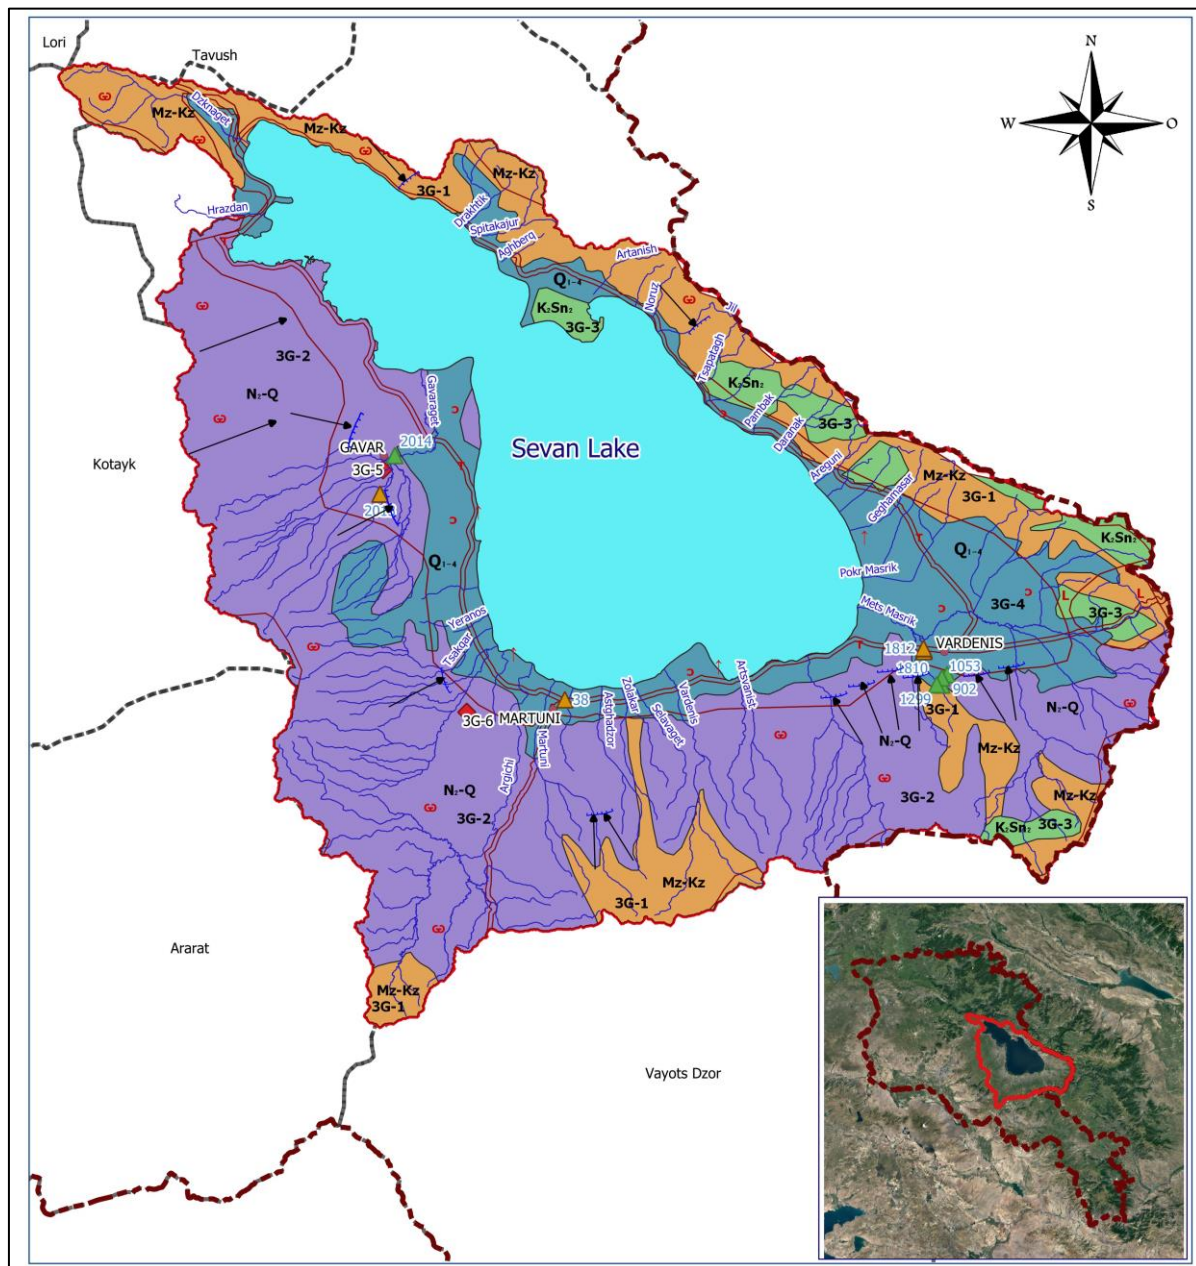 Lori
Tavush
N
W
O
S
Dzknaget
Mz-Kz
Mz-Kz
3G-1
Mz-Kz
Hrazdan
Drakhtik
Spitakajur
Aghberq
Artanish
Q1-4
Noruz
Jil
K2Sn2
3G-3
Tsapatagh
3G-2
N2-Q
Gavaraget
K2Sn2
Pambak
3G-3
Daranak
Kotayk
GAVAR
2014
3G-5
Sevan Lake
Areguni
Geghamasar
Mz-Kz
3G-1
K2Sn2
Q1-4
Q1-4
Pokr Masrik
3G-4
3G-3
L
L
Mets Masrik
Yeranos
Tsakqar
1812
VARDENIS
1810
1053
902
1299
3G-1
38
3G-6
MARTUNI
Martuni
Argichi
Astghdzor
Zolakar
Selavaget
Vardenis
Artsvanist
N2-Q
N2-Q
Mz-Kz
N2-Q
3G-2
3G-2
Mz-Kz
K2Sn2
3G-3
Mz-Kz
3G-1
Ararat
Mz-Kz
3G-1
Vayots Dzor